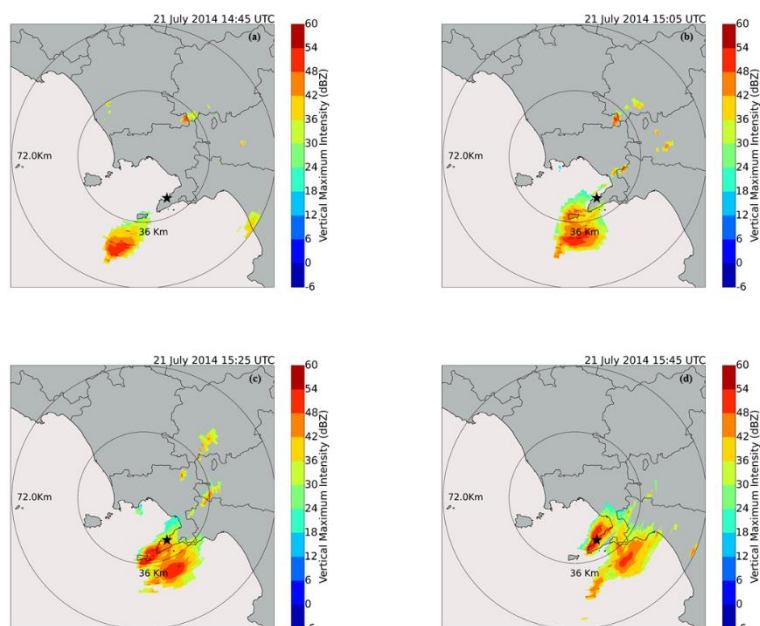 21 July 2014 14:45 UTC
(a)
72.0Km
36 Km
60
54
48
42
36
30
24
18
12
6
0
-6
Vertical Maximum Intensity (dBZ)
21 July 2014 15:05 UTC
(b)
72.0Km
36 Km
60
54
48
42
36
30
24
18
12
6
0
-6
Vertical Maximum Intensity (dBZ)
21 July 2014 15:25 UTC
(c)
72.0Km
36 Km
60
54
48
42
36
30
24
18
12
6
0
-6
Vertical Maximum Intensity (dBZ)
21 July 2014 15:45 UTC
(d)
72.0Km
36 Km
60
54
48
42
36
30
24
18
12
6
0
-6
Vertical Maximum Intensity (dBZ)